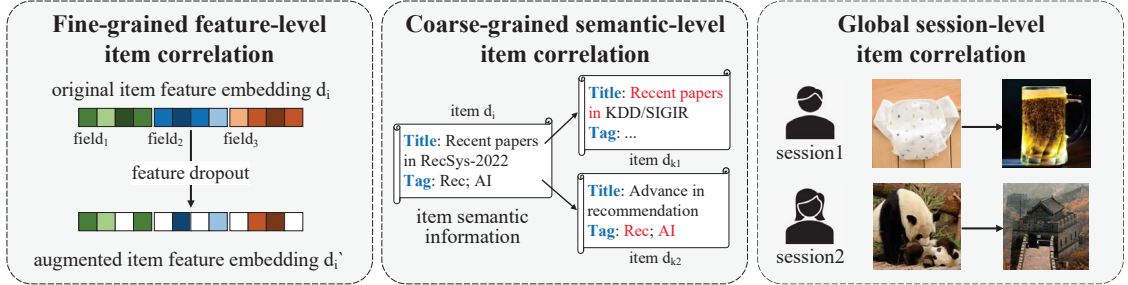 Fine-grained feature-level
item correlation
original item feature embedding dᵢ
field₁
field₂
field₃
feature dropout
augmented item feature embedding dᵢ`
Coarse-grained semantic-level
item correlation
item dᵢ
Title: Recent papers
in RecSys-2022
Tag: Rec; AI
item semantic
information
Title: Recent papers
in KDD/SIGIR
Tag: ...
item dₖ₁
Title: Advance in
recommendation
Tag: Rec; AI
item dₖ₂
Global session-level
item correlation
session1
session2